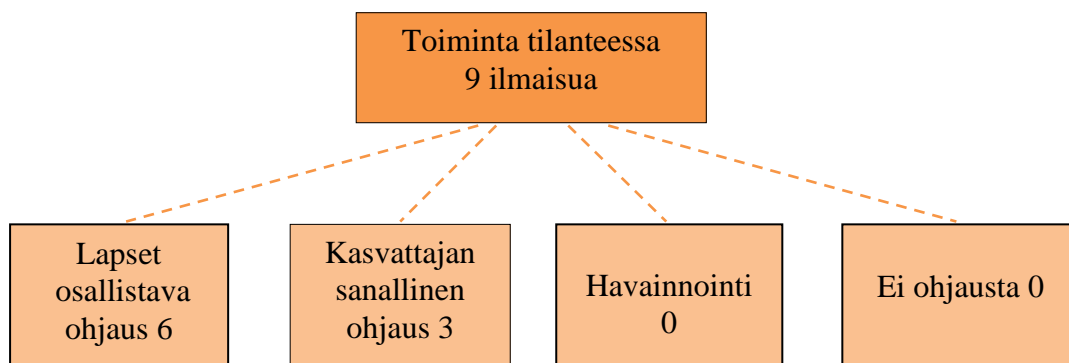 Toiminta tilanteessa
9 ilmaisua
Lapset
osallistava
ohjaus 6
Kasvattajan
sanallinen
ohjaus 3
Havainnointi
0
Ei ohjausta 0